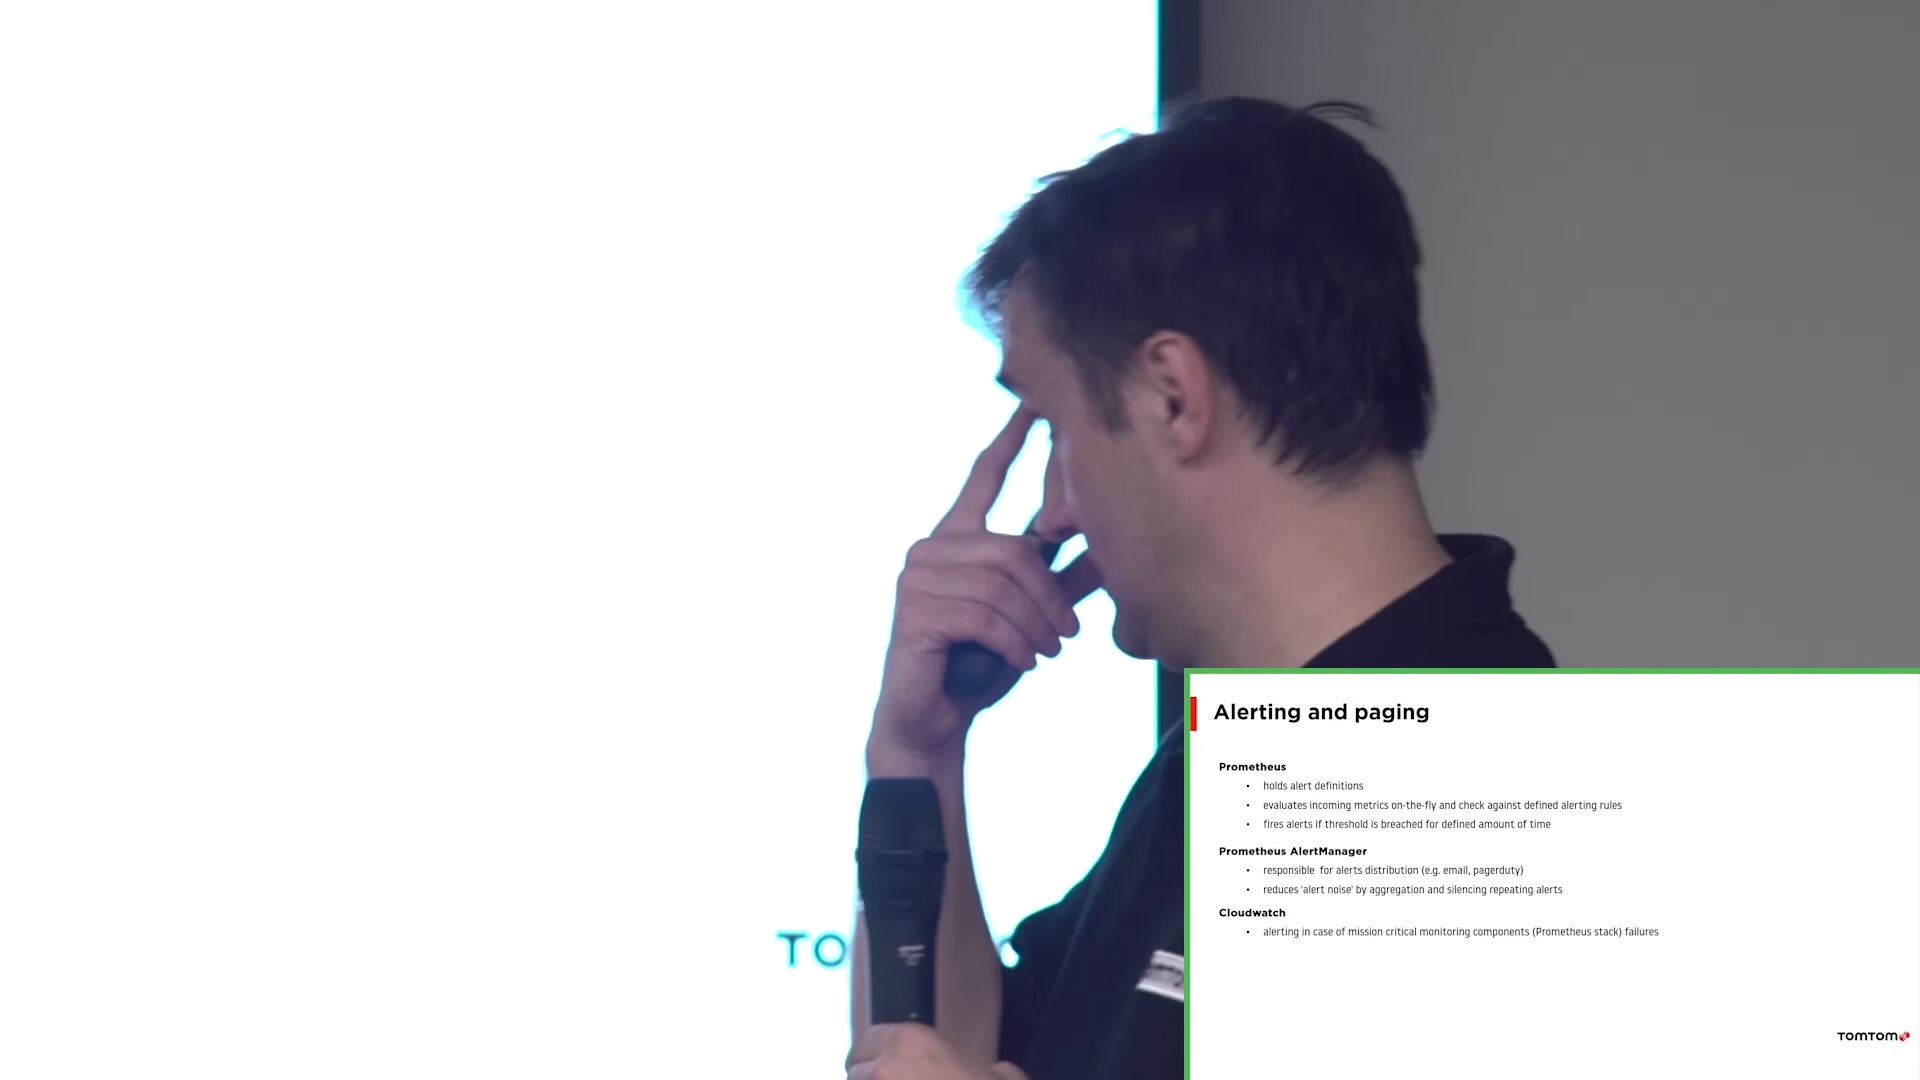 TO
Alerting and paging
Prometheus
• holds alert definitions
• evaluates incoming metrics on-the-fly and check against defined alerting rules
• fires alerts if threshold is breached for defined amount of time
Prometheus AlertManager
• responsible  for alerts distribution (e.g. email, pagerduty)
• reduces 'alert noise' by aggregation and silencing repeating alerts
Cloudwatch
• alerting in case of mission critical monitoring components (Prometheus stack) failures
TOMTOM